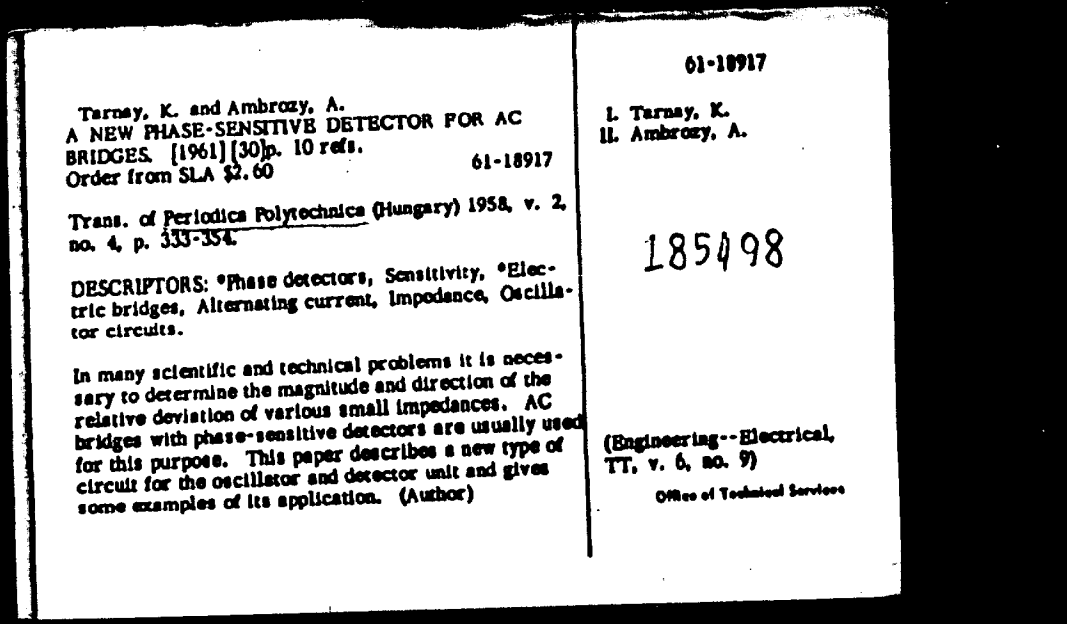 Tarnay, K. and Ambrozy, A.
A NEW PHASE-SENSITIVE DETECTOR FOR AC
BRIDGES. [1961] [30]p. 10 refs.
Order from SLA $2.60
61-18917
Trans. of Periodica Polytechnica (Hungary) 1958, v. 2,
no. 4, p. 333-354.
DESCRIPTORS: *Phase detectors, Sensitivity, *Elec-
tric bridges, Alternating current, Impedance, Oscilla-
tor circuits.
In many scientific and technical problems it is neces-
sary to determine the magnitude and direction of the
relative deviation of various small impedances. AC
bridges with phase-sensitive detectors are usually used
for this purpose. This paper describes a new type of
circuit for the oscillator and detector unit and gives
some examples of its application. (Author)
61-18917
I. Tarnay, K.
II. Ambrozy, A.
185498
(Engineering--Electrical,
TT, v. 6, no. 9)
Office of Technical Services